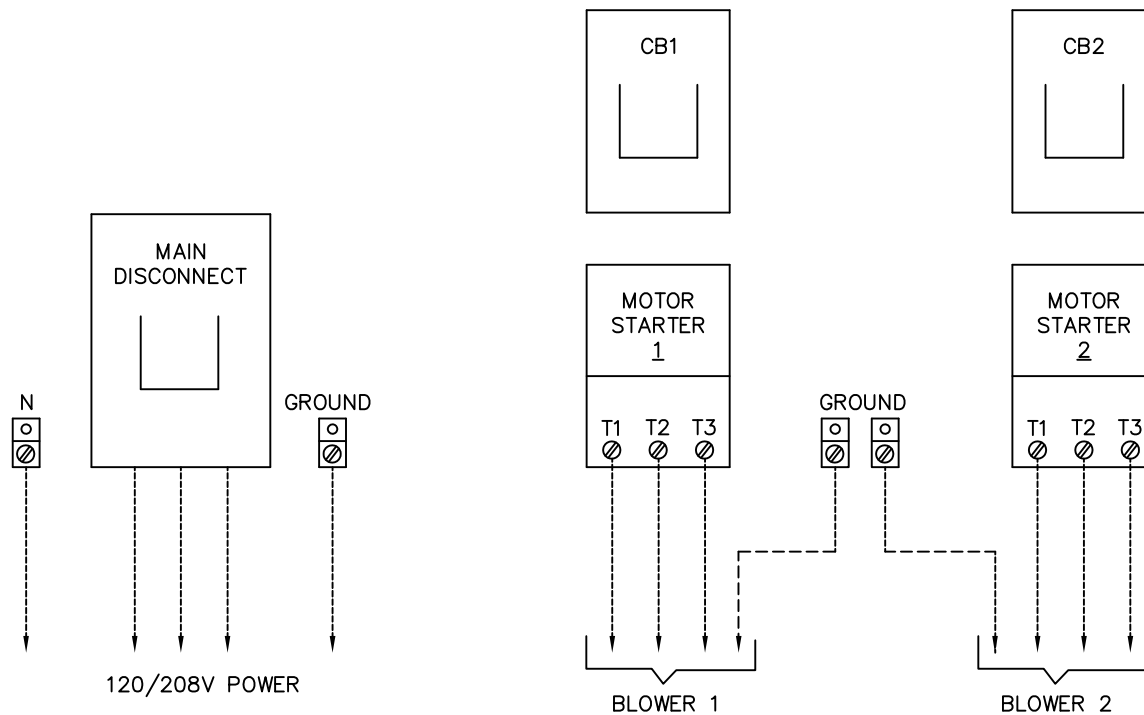 CB1
CB2
MAIN
DISCONNECT
MOTOR
STARTER
1
MOTOR
STARTER
2
N
GROUND
GROUND
T1 T2 T3
T1 T2 T3
120/208V POWER
BLOWER 1
BLOWER 2